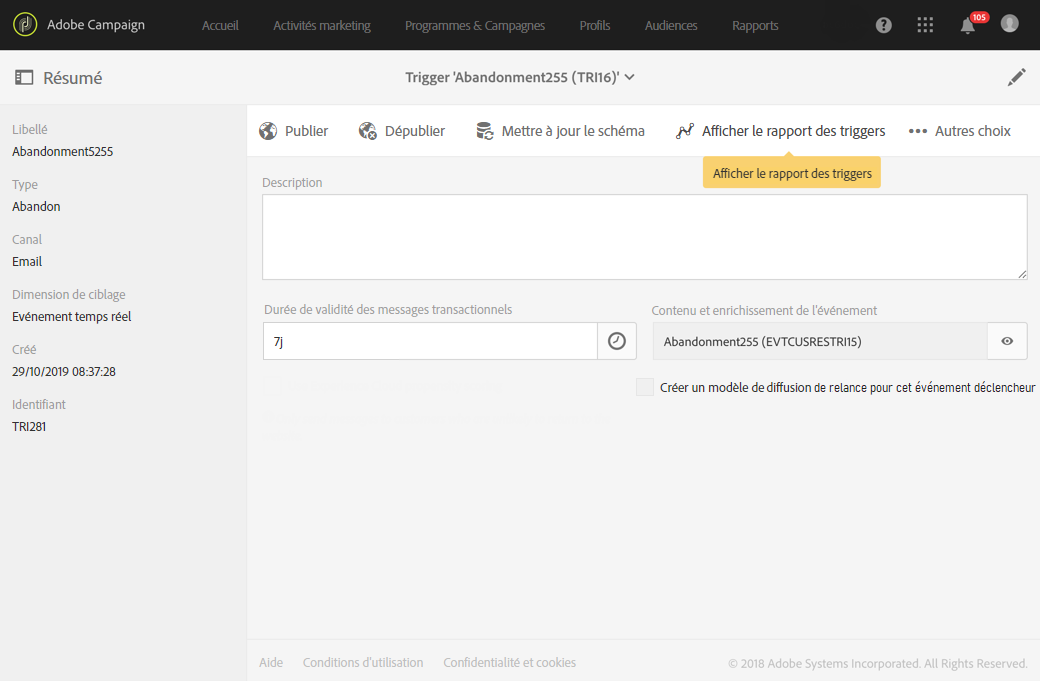 Adobe Campaign
Accueil
Activités marketing
Programmes & Campagnes
Profils
Audiences
Rapports
105
Résumé
Trigger 'Abandonment255 (TRI16)'
Libellé
Abandonment5255
Type
Abandon
Canal
Email
Dimension de ciblage
Evénement temps réel
Créé
29/10/2019 08:37:28
Identifiant
TRI281
Publier
Dépublier
Mettre à jour le schéma
Afficher le rapport des triggers
Autres choix
Afficher le rapport des triggers
Description
Durée de validité des messages transactionnels
7j
Contenu et enrichissement de l'événement
Abandonment255 (EVTCUSRESTRI15)
Créer un modèle de diffusion de relance pour cet événement déclencheur
Aide
Conditions d'utilisation
Confidentialité et cookies
© 2018 Adobe Systems Incorporated. All Rights Reserved.